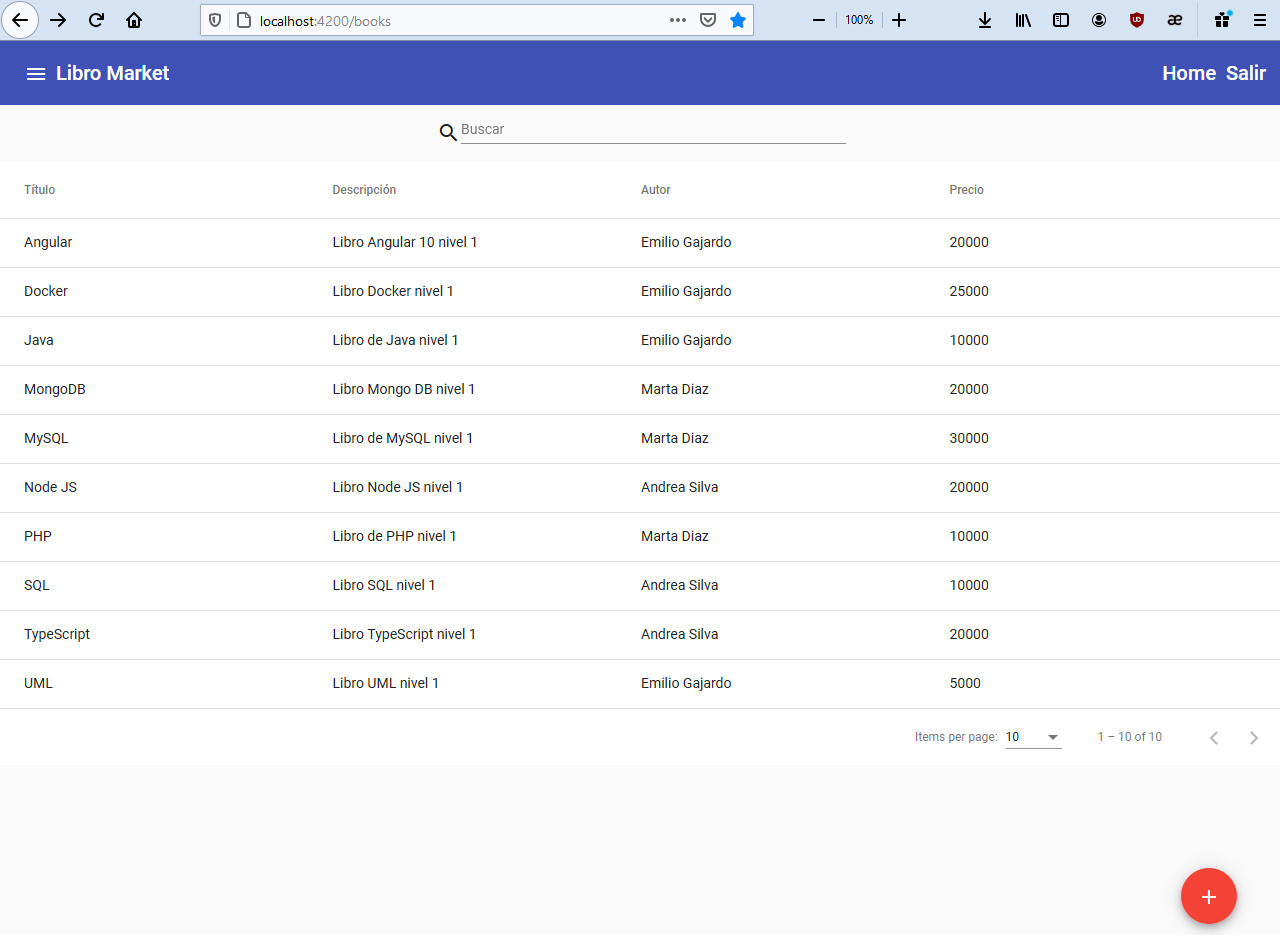 localhost:4200/books
100%
Libro Market Home Salir
Buscar
Título Descripción Autor Precio
Angular Libro Angular 10 nivel 1 Emilio Gajardo 20000
Docker Libro Docker nivel 1 Emilio Gajardo 25000
Java Libro de Java nivel 1 Emilio Gajardo 10000
MongoDB Libro Mongo DB nivel 1 Marta Diaz 20000
MySQL Libro de MySQL nivel 1 Marta Diaz 30000
Node JS Libro Node JS nivel 1 Andrea Silva 20000
PHP Libro de PHP nivel 1 Marta Diaz 10000
SQL Libro SQL nivel 1 Andrea Silva 10000
TypeScript Libro TypeScript nivel 1 Andrea Silva 20000
UML Libro UML nivel 1 Emilio Gajardo 5000
Items per page: 10 1 – 10 of 10